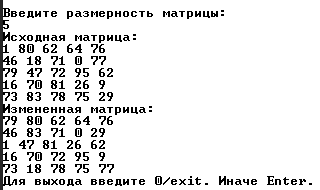 Введите размерность матрицы:
5
Исходная матрица:
1 80 62 64 76
46 18 71 0 77
79 47 72 95 62
16 70 81 26 9
73 83 78 75 29
Измененная матрица:
79 80 62 64 76
46 83 71 0 29
1 47 81 26 62
16 70 72 95 9
73 18 78 75 77
Для выхода введите 0/exit. Иначе Enter.